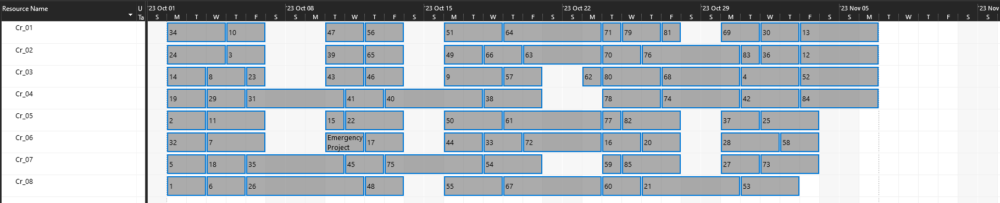 Resource Name
U
Ta
'23 Oct 01 '23 Oct 08 '23 Oct 15 '23 Oct 22 '23 Oct 29 '23 Nov 05 '23 Nov
S M T W T F S S M T W T F S S M T W T F S S M T W T F S S M T W T F S S M T W T F S S
Cr_01 34 10 47 56 51 64 71 79 81 69 30 13
Cr_02 24 3 39 65 49 66 63 70 76 83 36 12
Cr_03 14 8 23 43 46 9 57 62 80 68 4 52
Cr_04 19 29 31 41 40 38 78 74 42 84
Cr_05 2 11 15 22 50 61 77 82 37 25
Cr_06 32 7 Emergency Project 17 44 33 72 16 20 28 58
Cr_07 5 18 35 45 75 54 59 85 27 73
Cr_08 1 6 26 48 55 67 60 21 53